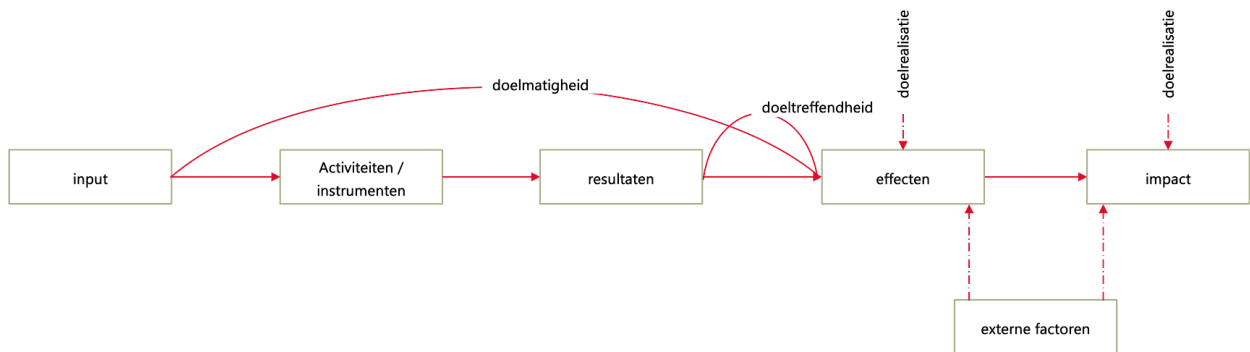 doelrealisatie
doelrealisatie
doelmatigheid
doeltreffendheid
input
Activiteiten /
instrumenten
resultaten
effecten
impact
externe factoren